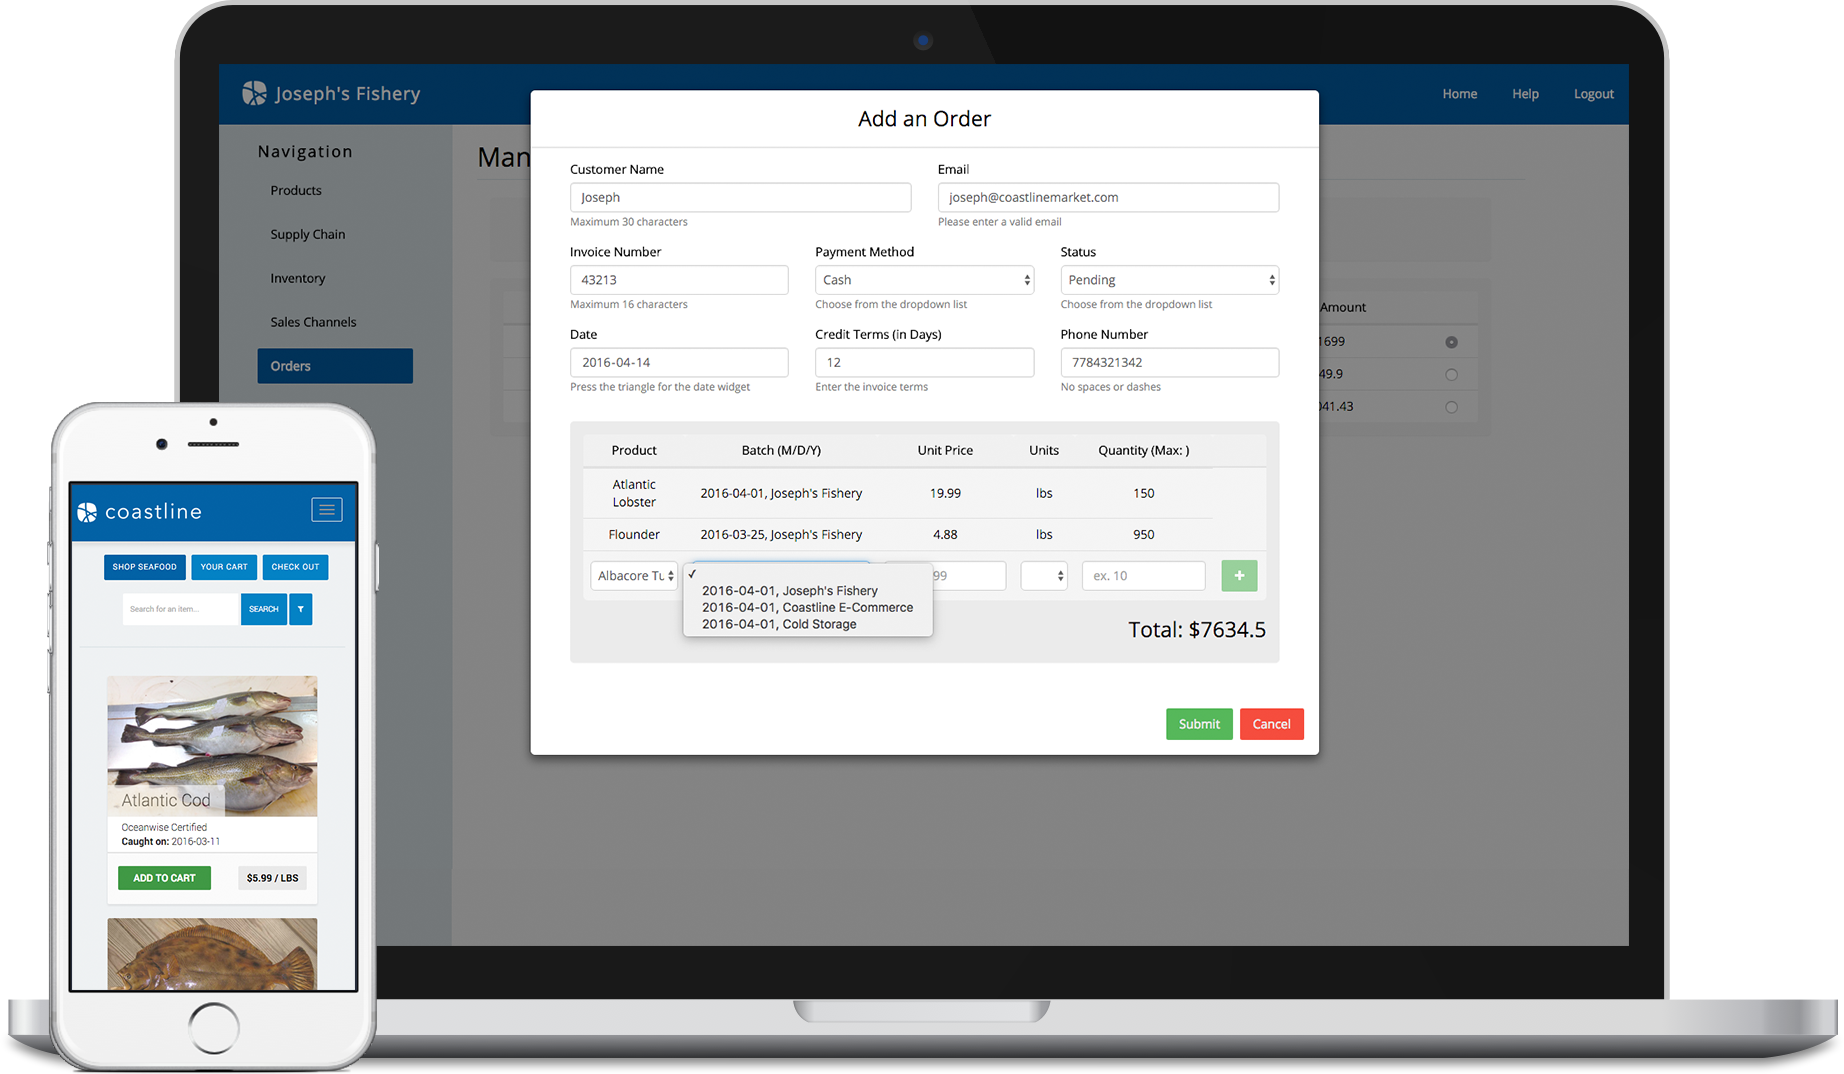 Joseph's Fishery
Home Help Logout
Navigation
Products
Supply Chain
Inventory
Sales Channels
Orders
Amount
1699
49.9
041.43
Add an Order
Customer Name Email
Joseph joseph@coastlinemarket.com
Maximum 30 characters Please enter a valid email
Invoice Number Payment Method Status
43213 Cash Pending
Maximum 16 characters Choose from the dropdown list Choose from the dropdown list
Date Credit Terms (in Days) Phone Number
2016-04-14 12 7784321342
Press the triangle for the date widget Enter the invoice terms No spaces or dashes
Product Batch (M/D/Y) Unit Price Units Quantity (Max: )
Atlantic
Lobster 2016-04-01, Joseph's Fishery 19.99 lbs 150
Flounder 2016-03-25, Joseph's Fishery 4.88 lbs 950
Albacore Tu ✓ 99 ex. 10 +
2016-04-01, Joseph's Fishery
2016-04-01, Coastline E-Commerce
2016-04-01, Cold Storage
Total: $7634.5
Submit Cancel
coastline
SHOP SEAFOOD YOUR CART CHECK OUT
Search for an item... SEARCH
Atlantic Cod
Oceanwise Certified
Caught on: 2016-03-11
ADD TO CART $5.99 / LBS